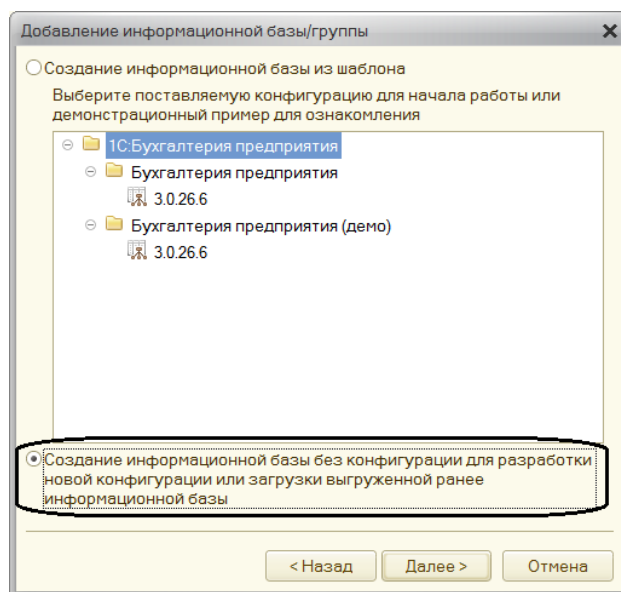 Добавление информационной базы/группы
Создание информационной базы из шаблона
Выберите поставляемую конфигурацию для начала работы или
демонстрационный пример для ознакомления
1С:Бухгалтерия предприятия
Бухгалтерия предприятия
3.0.26.6
Бухгалтерия предприятия (демо)
3.0.26.6
Создание информационной базы без конфигурации для разработки
новой конфигурации или загрузки выгруженной ранее
информационной базы
< Назад Далее > Отмена